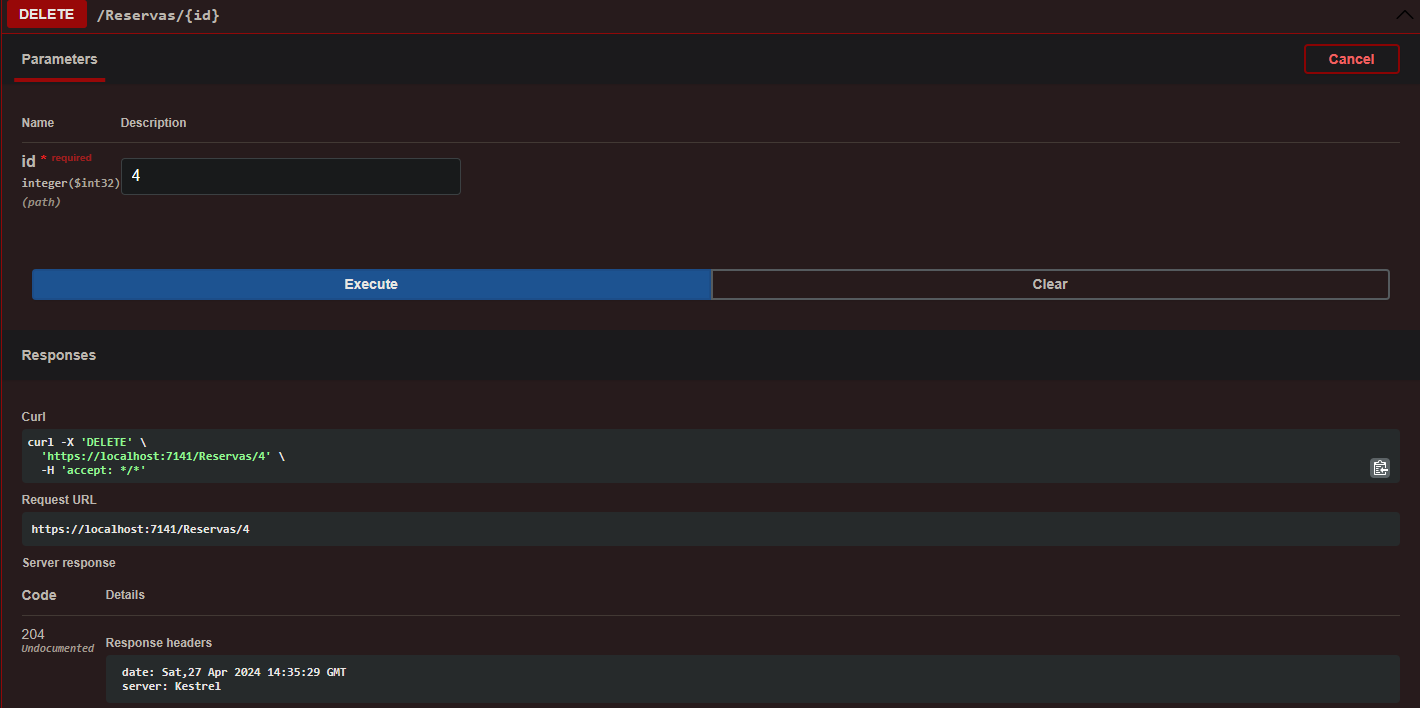 DELETE /Reservas/{id}
Parameters Cancel
Name Description
id * required
integer($int32) 4
(path)
Execute Clear
Responses
Curl
curl -X 'DELETE' \
'https://localhost:7141/Reservas/4' \
-H 'accept: */*'
Request URL
https://localhost:7141/Reservas/4
Server response
Code Details
204
Undocumented Response headers
date: Sat,27 Apr 2024 14:35:29 GMT
server: Kestrel